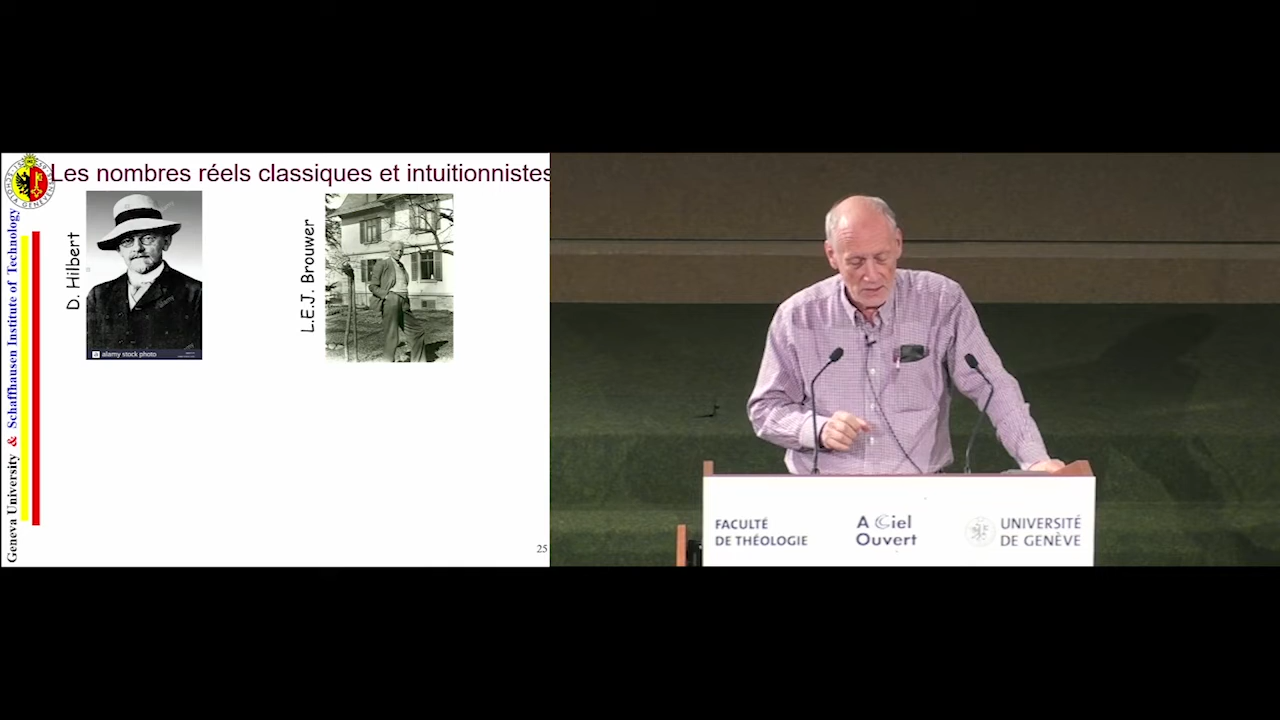 Les nombres réels classiques et intuitionnistes
D. Hilbert
alamy stock photo
L.E.J. Brouwer
Geneva University & Schaffhausen Institute of Technology
25
FACULTÉ
DE THÉOLOGIE
A Ciel
Ouvert
UNIVERSITÉ
DE GENÈVE